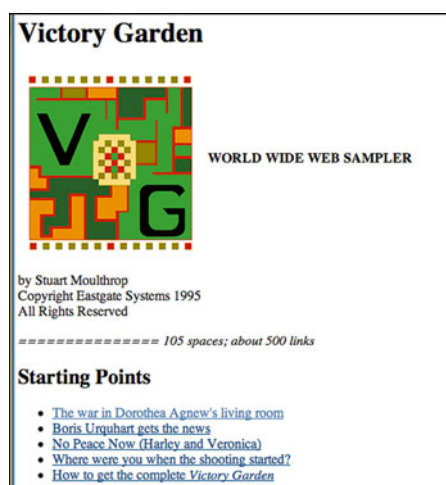 Victory Garden
V
G
WORLD WIDE WEB SAMPLER
by Stuart Moulthrop
Copyright Eastgate Systems 1995
All Rights Reserved
=============== 105 spaces; about 500 links
Starting Points
• The war in Dorothea Agnew's living room
• Boris Urquhart gets the news
• No Peace Now (Harley and Veronica)
• Where were you when the shooting started?
• How to get the complete Victory Garden